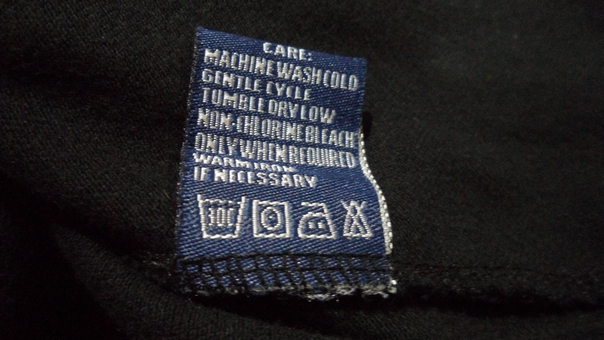 CARE:
MACHINE WASH COLD
GENTLE CYCLE
TUMBLE DRY LOW
NON-CHLORINE BLEACH
ONLY WHEN REQUIRED
WARM IRON
IF NECESSARY
30C